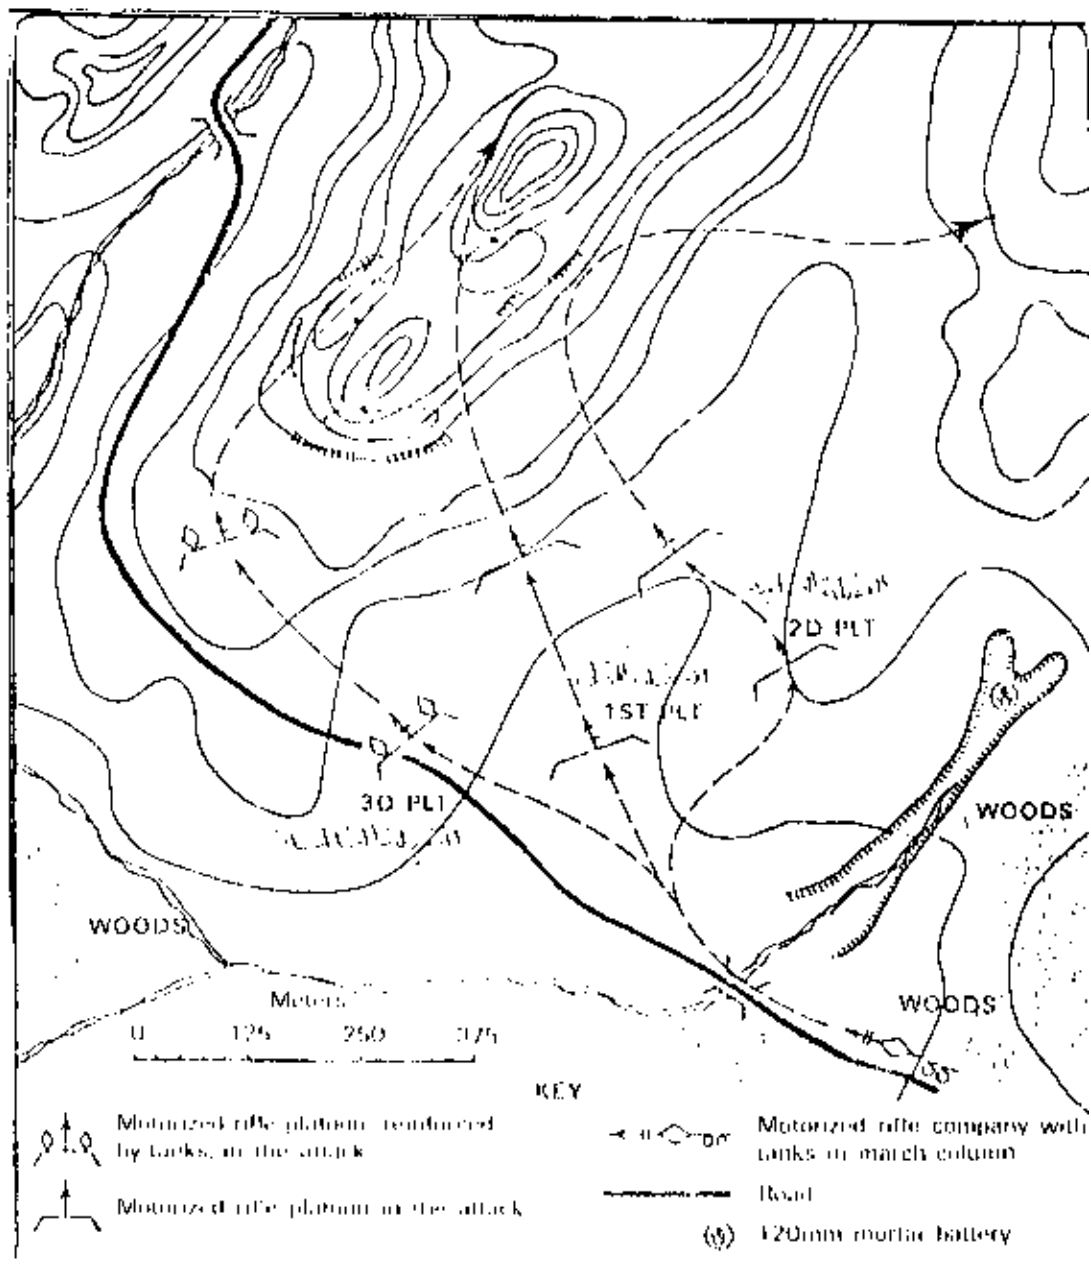 2D PLT
1ST PLT
3D PLT
WOODS
WOODS
WOODS
Meters
0 125 250 375
KEY
Motorized rifle platoon, reinforced
by tanks, in the attack
Motorized rifle platoon in the attack
Motorized rifle company with
tanks in march column
Road
120mm mortar battery